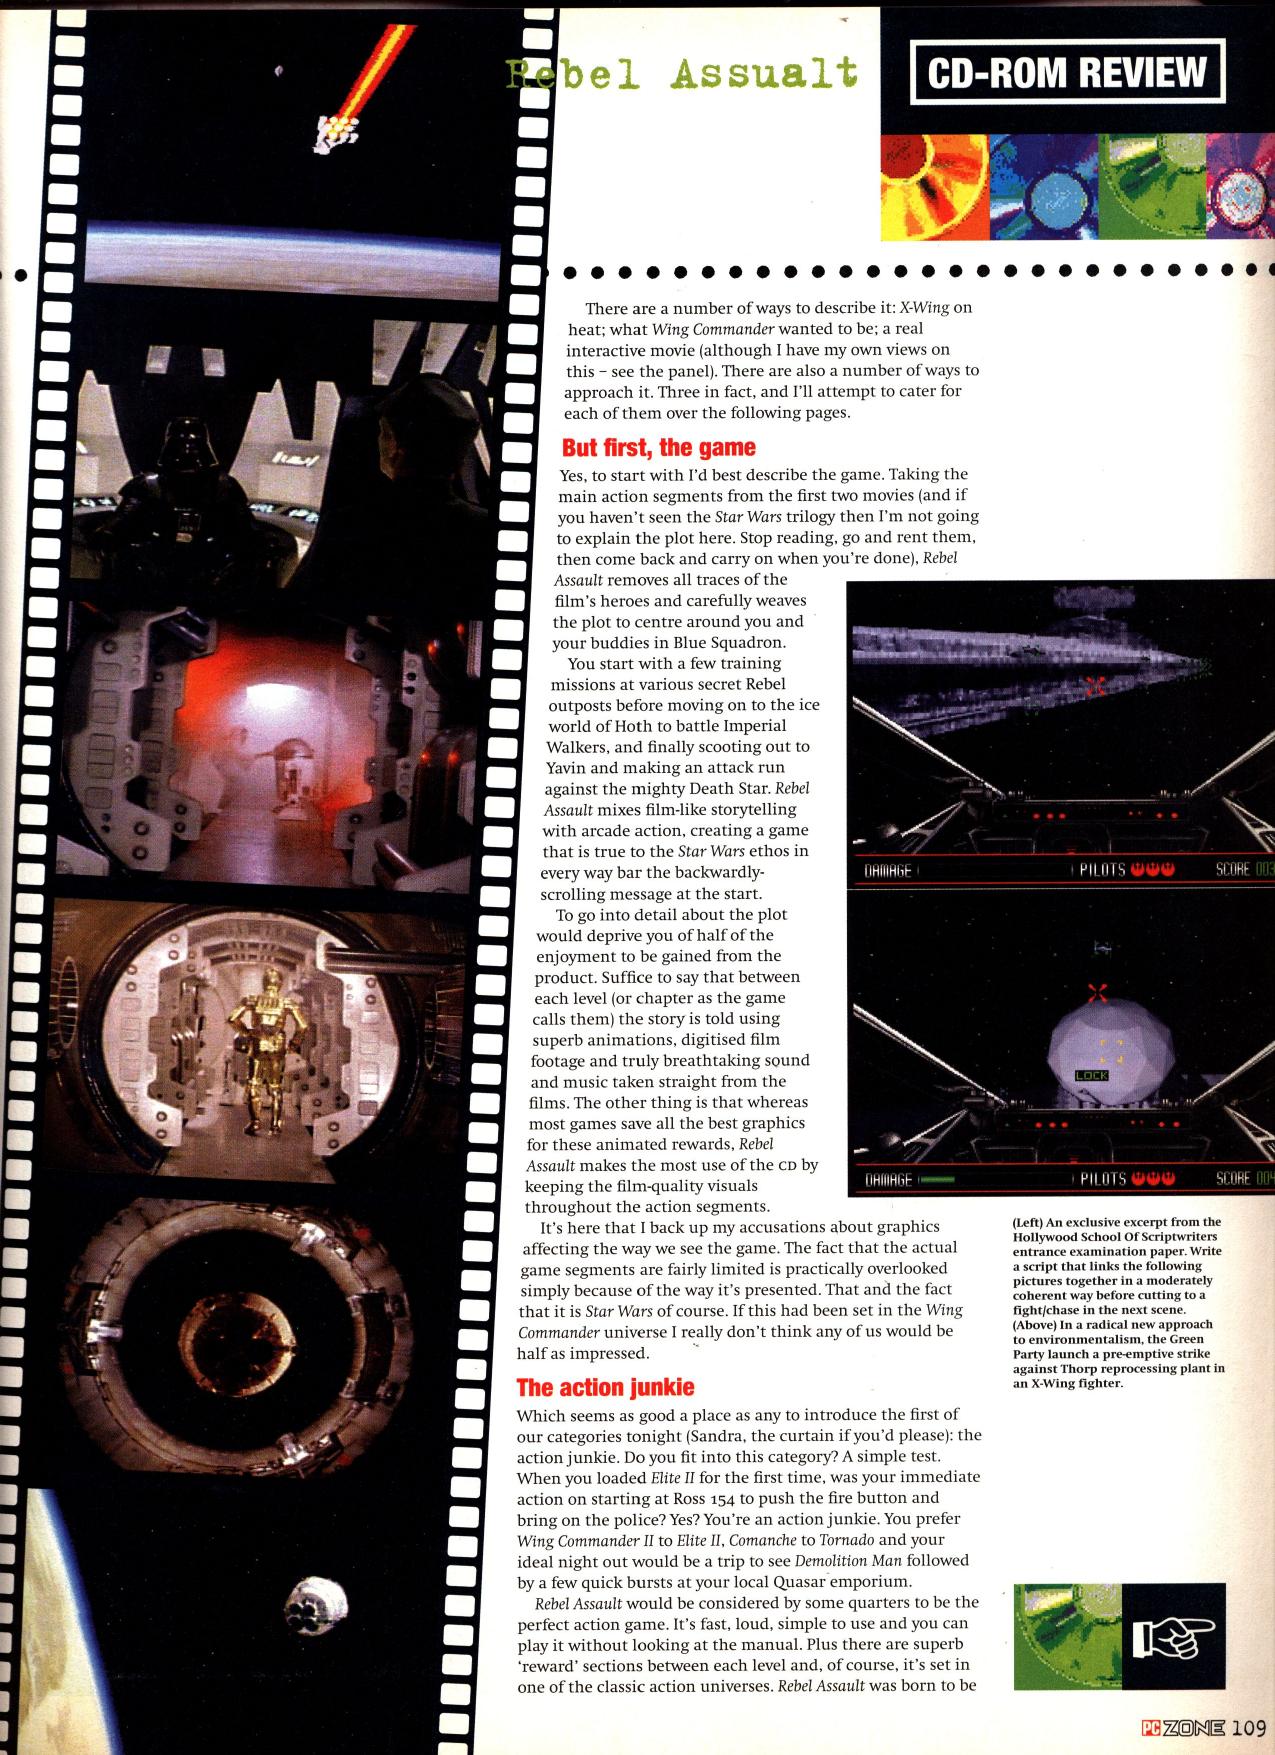 Rebel Assualt
CD-ROM REVIEW
There are a number of ways to describe it: X-Wing on
heat; what Wing Commander wanted to be; a real
interactive movie (although I have my own views on
this – see the panel). There are also a number of ways to
approach it. Three in fact, and I'll attempt to cater for
each of them over the following pages.
But first, the game
Yes, to start with I'd best describe the game. Taking the
main action segments from the first two movies (and if
you haven't seen the Star Wars trilogy then I'm not going
to explain the plot here. Stop reading, go and rent them,
then come back and carry on when you're done), Rebel
Assault removes all traces of the
film's heroes and carefully weaves
the plot to centre around you and
your buddies in Blue Squadron.
You start with a few training
missions at various secret Rebel
outposts before moving on to the ice
world of Hoth to battle Imperial
Walkers, and finally scooting out to
Yavin and making an attack run
against the mighty Death Star. Rebel
Assault mixes film-like storytelling
with arcade action, creating a game
that is true to the Star Wars ethos in
every way bar the backwardly-
scrolling message at the start.
To go into detail about the plot
would deprive you of half of the
enjoyment to be gained from the
product. Suffice to say that between
each level (or chapter as the game
calls them) the story is told using
superb animations, digitised film
footage and truly breathtaking sound
and music taken straight from the
films. The other thing is that whereas
most games save all the best graphics
for these animated rewards, Rebel
Assault makes the most use of the CD by
keeping the film-quality visuals
throughout the action segments.
It's here that I back up my accusations about graphics
affecting the way we see the game. The fact that the actual
game segments are fairly limited is practically overlooked
simply because of the way it's presented. That and the fact
that it is Star Wars of course. If this had been set in the Wing
Commander universe I really don't think any of us would be
half as impressed.
The action junkie
Which seems as good a place as any to introduce the first of
our categories tonight (Sandra, the curtain if you'd please): the
action junkie. Do you fit into this category? A simple test.
When you loaded Elite II for the first time, was your immediate
action on starting at Ross 154 to push the fire button and
bring on the police? Yes? You're an action junkie. You prefer
Wing Commander II to Elite II, Comanche to Tornado and your
ideal night out would be a trip to see Demolition Man followed
by a few quick bursts at your local Quasar emporium.
Rebel Assault would be considered by some quarters to be the
perfect action game. It's fast, loud, simple to use and you can
play it without looking at the manual. Plus there are superb
'reward' sections between each level and, of course, it's set in
one of the classic action universes. Rebel Assault was born to be
DAMAGE PILOTS SCORE 003
LOCK
DAMAGE PILOTS SCORE 004
(Left) An exclusive excerpt from the
Hollywood School Of Scriptwriters
entrance examination paper. Write
a script that links the following
pictures together in a moderately
coherent way before cutting to a
fight/chase in the next scene.
(Above) In a radical new approach
to environmentalism, the Green
Party launch a pre-emptive strike
against Thorp reprocessing plant in
an X-Wing fighter.
PC ZONE 109